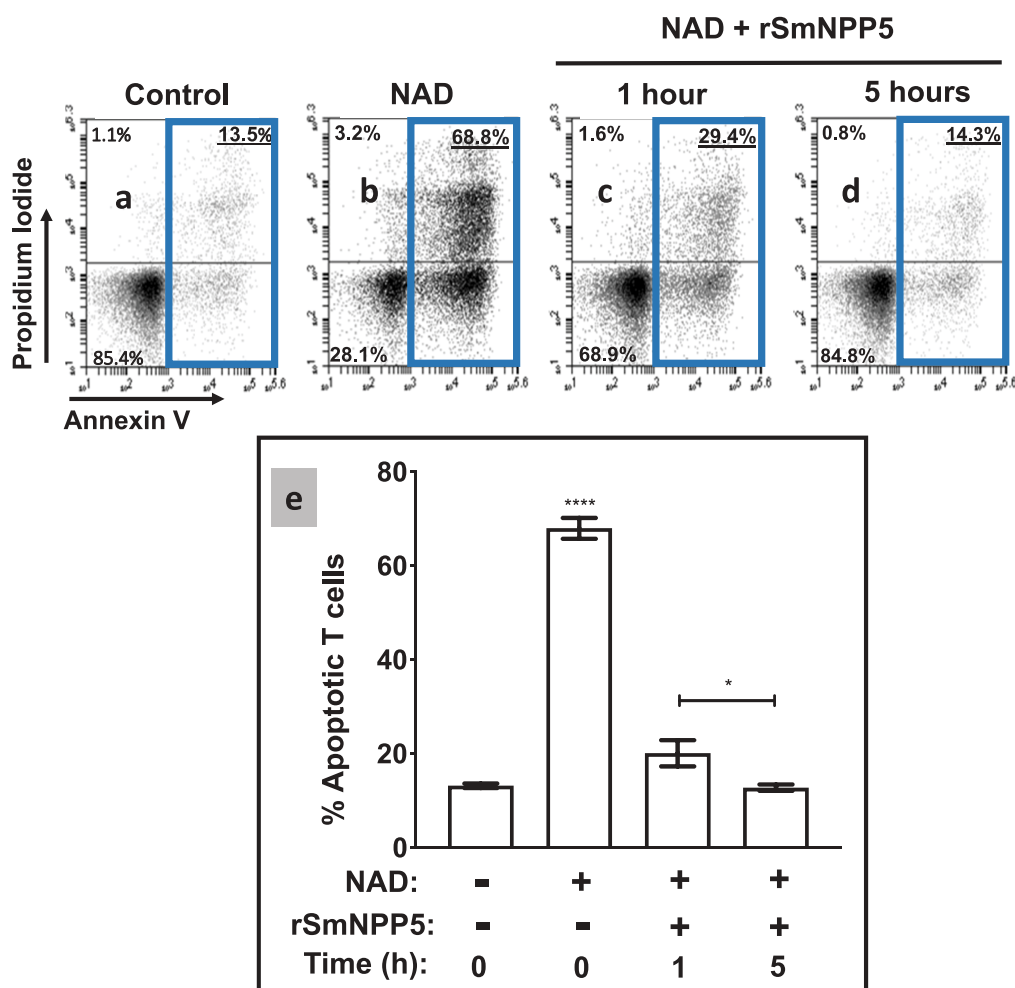 NAD + rSmNPP5
Control NAD 1 hour 5 hours
1.1% 13.5% 3.2% 68.8% 1.6% 29.4% 0.8% 14.3%
a b c d
85.4% 28.1% 68.9% 84.8%
Propidium Iodide
Annexin V
e
% Apoptotic T cells
80
60
40
20
0
****
*
NAD: - + + +
rSmNPP5: - - + +
Time (h): 0 0 1 5